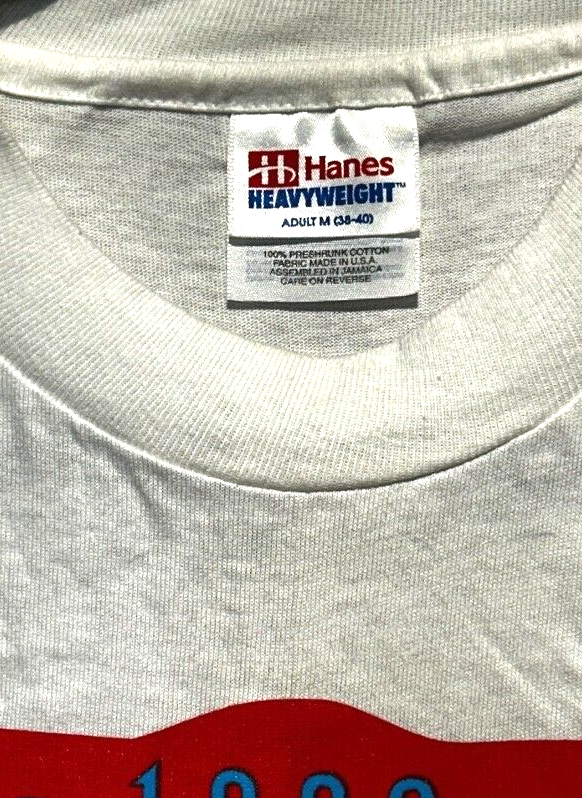 Hanes
HEAVYWEIGHT™
ADULT M (38-40)
100% PRESHRUNK COTTON
FABRIC MADE IN U.S.A.
ASSEMBLED IN JAMAICA
CARE ON REVERSE